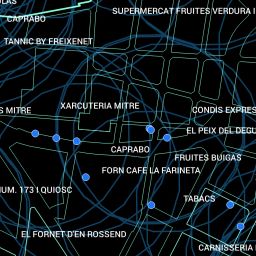 CAPRABO
SUPERMERCAT FRUITES VERDURA I
TANNIC BY FREIXENET
MITRE
XARCUTERIA MITRE
CONDIS EXPRES
EL PEIX DEL DEGU
CAPRABO
FRUITES BUIGAS
FORN CAFE LA FARINETA
NUM. 173 I QUIOSC
TABACS
EL FORNET D'EN ROSSEND
CARNISSERIA